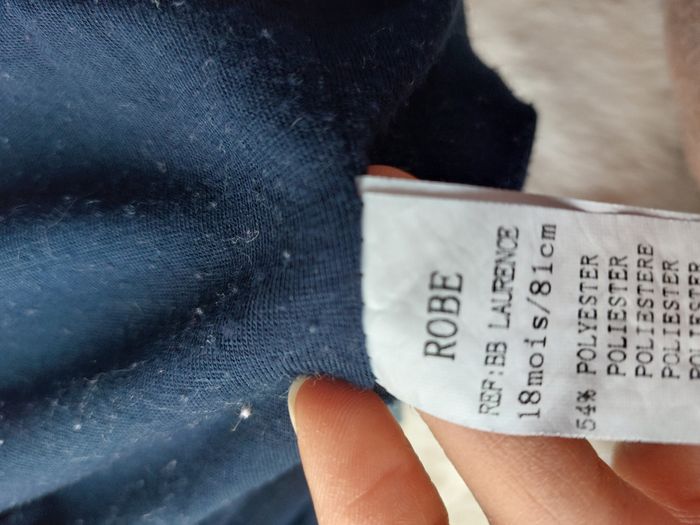 ROBE
REF:BB LAURENCE
18mois/81cm
54% POLYESTER
POLIESTER
POLIESTERE
POLIESTER